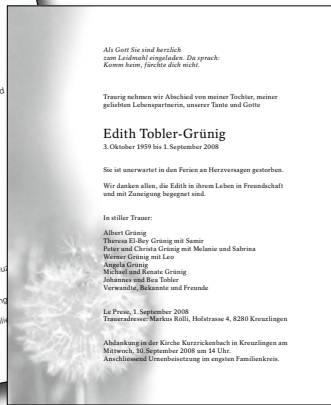 Als Gott Sie sind herzlich
zum Leidmahl eingeladen. Da sprach:
Komm heim, fürchte dich nicht.
Traurig nehmen wir Abschied von meiner Tochter, meiner
geliebten Lebenspartnerin, unserer Tante und Gotte
Edith Tobler-Grünig
3. Oktober 1959 bis 1. September 2008
Sie ist unerwartet in den Ferien an Herzversagen gestorben.
Wir danken allen, die Edith in ihrem Leben in Freundschaft
und mit Zuneigung begegnet sind.
In stiller Trauer:
Albert Grünig
Theresa El-Bey Grünig mit Samir
Peter und Christa Grünig mit Melanie und Sabrina
Werner Grünig mit Leo
Angela Grünig
Michael und Renate Grünig
Johannes und Bea Tobler
Verwandte, Bekannte und Freunde
Le Prese, 1. September 2008
Traueradresse: Markus Rölli, Hofstrasse 4, 8280 Kreuzlingen
Abdankung in der Kirche Kurzrickenbach in Kreuzlingen am
Mittwoch, 10. September 2008 um 14 Uhr.
Anschliessend Urnenbeisetzung im engsten Familienkreis.